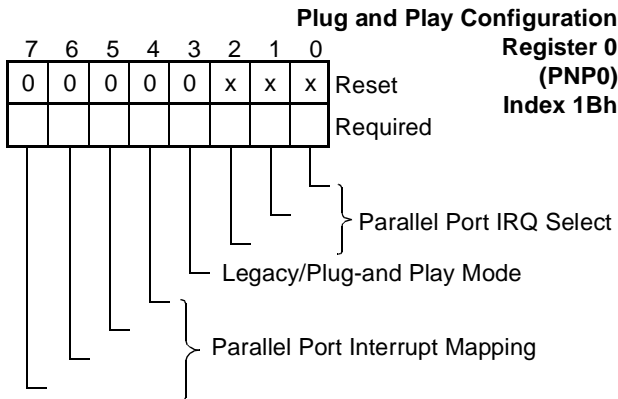 Plug and Play Configuration
Register 0
(PNP0)
Index 1Bh
7 6 5 4 3 2 1 0
0 0 0 0 0 x x x Reset
Required
Parallel Port IRQ Select
Legacy/Plug-and Play Mode
Parallel Port Interrupt Mapping